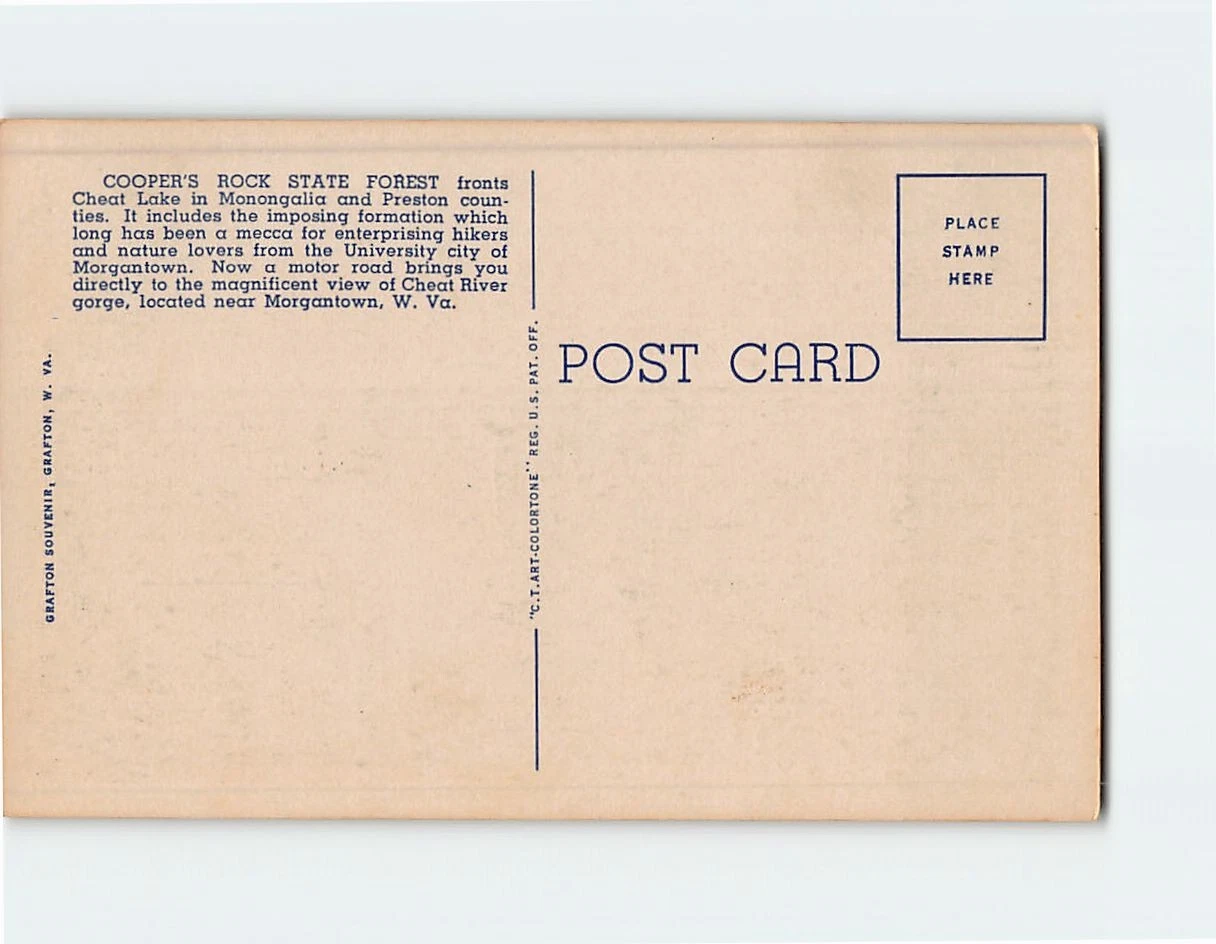 COOPER'S ROCK STATE FOREST fronts
Cheat Lake in Monongalia and Preston coun-
ties. It includes the imposing formation which
long has been a mecca for enterprising hikers
and nature lovers from the University city of
Morgantown. Now a motor road brings you
directly to the magnificent view of Cheat River
gorge, located near Morgantown, W. Va.
GRAFTON SOUVENIR, GRAFTON, W. VA.
"C.T.ART-COLORTONE" REG. U.S. PAT. OFF.
POST CARD
PLACE
STAMP
HERE